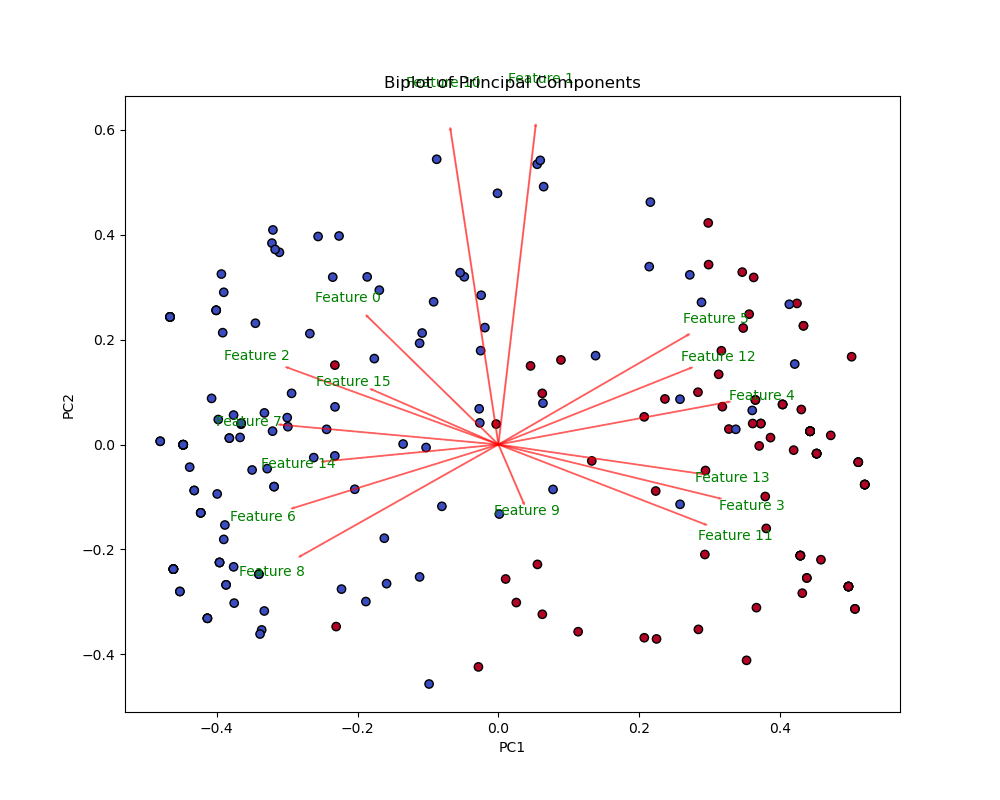 Feature 10
Feature 1
Biplot of Principal Components
0.6
0.4
0.2
0.0
−0.2
−0.4
PC2
Feature 0
Feature 5
Feature 2
Feature 12
Feature 15
Feature 4
Feature 7
Feature 14
Feature 13
Feature 3
Feature 9
Feature 6
Feature 11
Feature 8
−0.4
−0.2
0.0
0.2
0.4
PC1